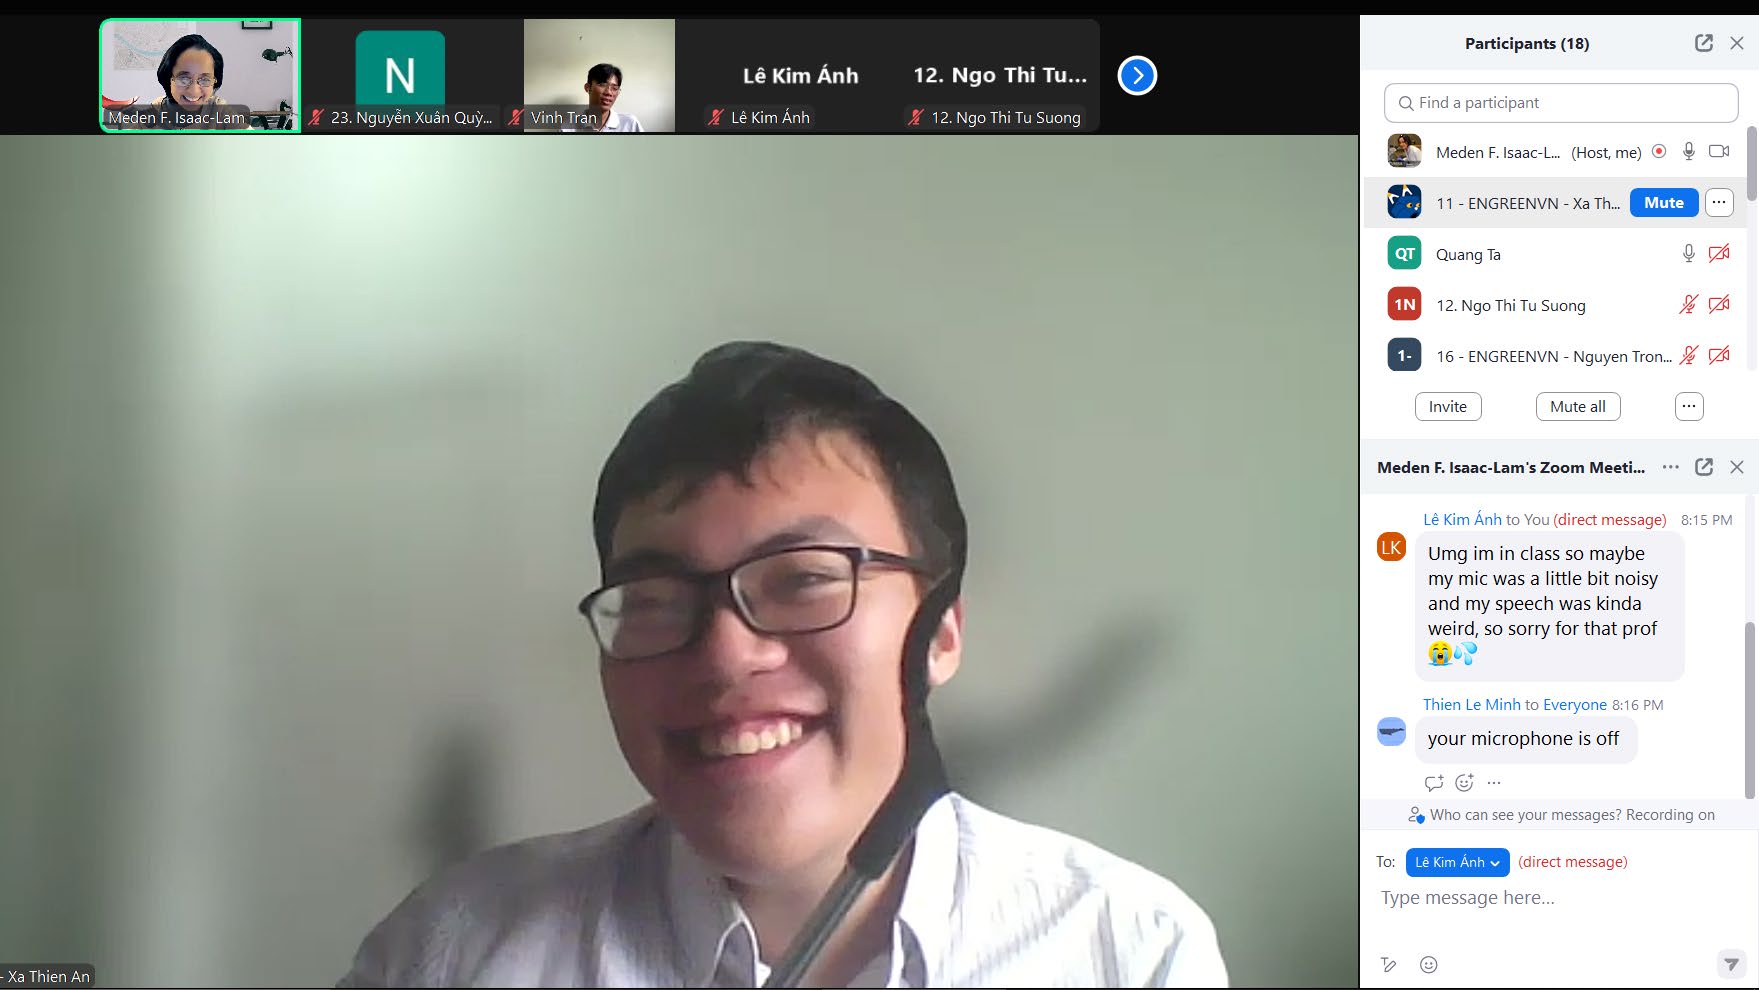 N
Lê Kim Ánh
12. Ngo Thi Tu...
Meden F. Isaac-Lam
23. Nguyễn Xuân Quỳ...
Vinh Tran
Lê Kim Ánh
12. Ngo Thi Tu Suong
- Xa Thien An
Participants (18)
Find a participant
Meden F. Isaac-L... (Host, me)
11 - ENGREENVN - Xa Th... Mute
QT Quang Ta
1N 12. Ngo Thi Tu Suong
1- 16 - ENGREENVN - Nguyen Tron...
Invite Mute all
Meden F. Isaac-Lam's Zoom Meeti...
Lê Kim Ánh to You (direct message) 8:15 PM
LK
Umg im in class so maybe
my mic was a little bit noisy
and my speech was kinda
weird, so sorry for that prof
😭💦
Thien Le Minh to Everyone 8:16 PM
your microphone is off
Who can see your messages? Recording on
To: Lê Kim Ánh (direct message)
Type message here...